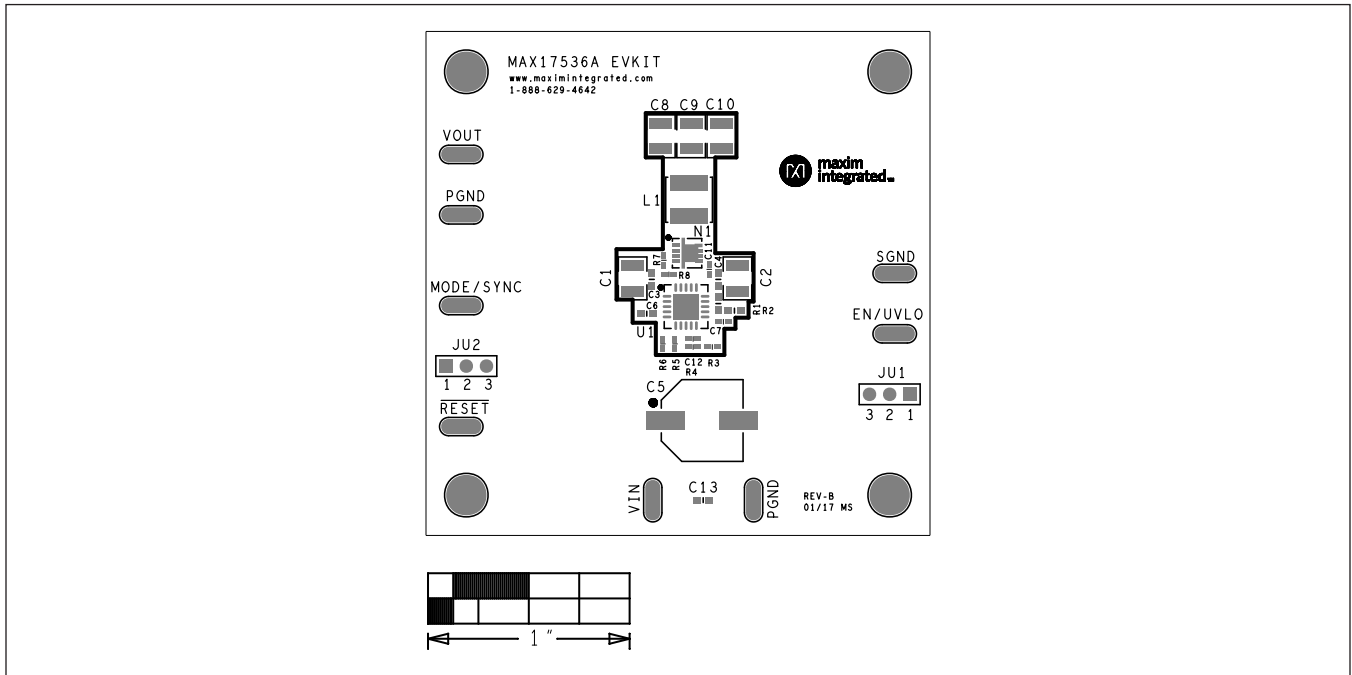 MAX17536A EVKIT
www.maximintegrated.com
1-888-629-4642
C8 C9 C10
VOUT
maxim
integrated™
PGND
L1
N1
R7
C11
C4
SGND
C1
R8
C2
MODE/SYNC
C3
C6
R1
R2
EN/UVLO
U1
C7
JU2
1 2 3
R6
R5
C12
R3
R4
JU1
3 2 1
C5
RESET
VIN
C13
PGND
REV-B
01/17 MS
1 "